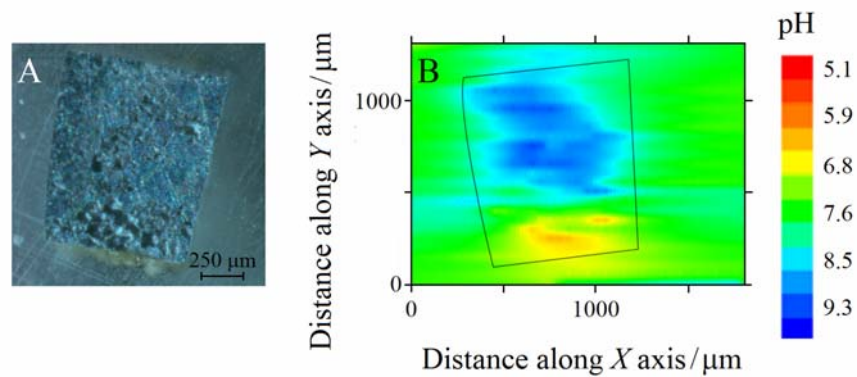 A
250 μm
B
Distance along Y axis/μm
1000
0
0
1000
Distance along X axis/μm
pH
5.1
5.9
6.8
7.6
8.5
9.3